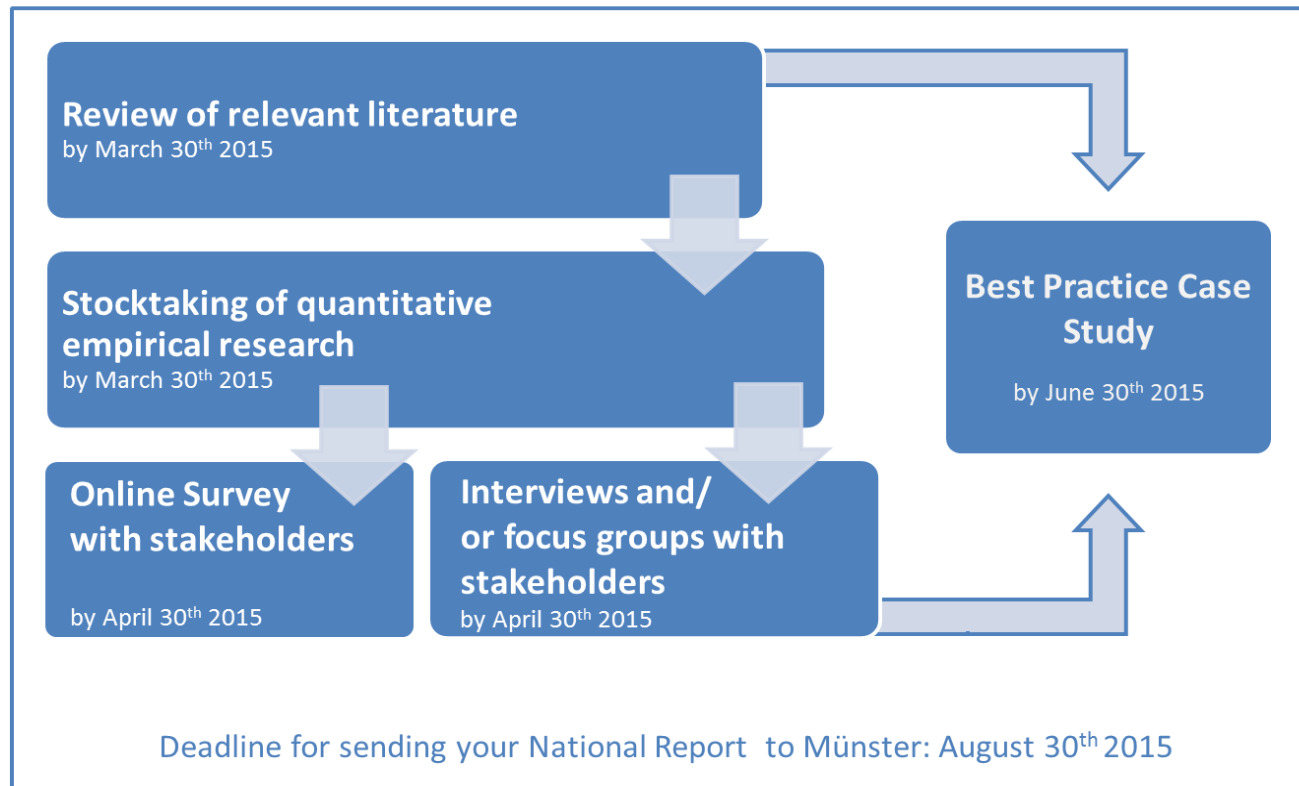 Review of relevant literature
by March 30th 2015
Stocktaking of quantitative
empirical research
by March 30th 2015
Online Survey
with stakeholders
by April 30th 2015
Interviews and/
or focus groups with
stakeholders
by April 30th 2015
Best Practice Case
Study
by June 30th 2015
Deadline for sending your National Report to Münster: August 30th 2015